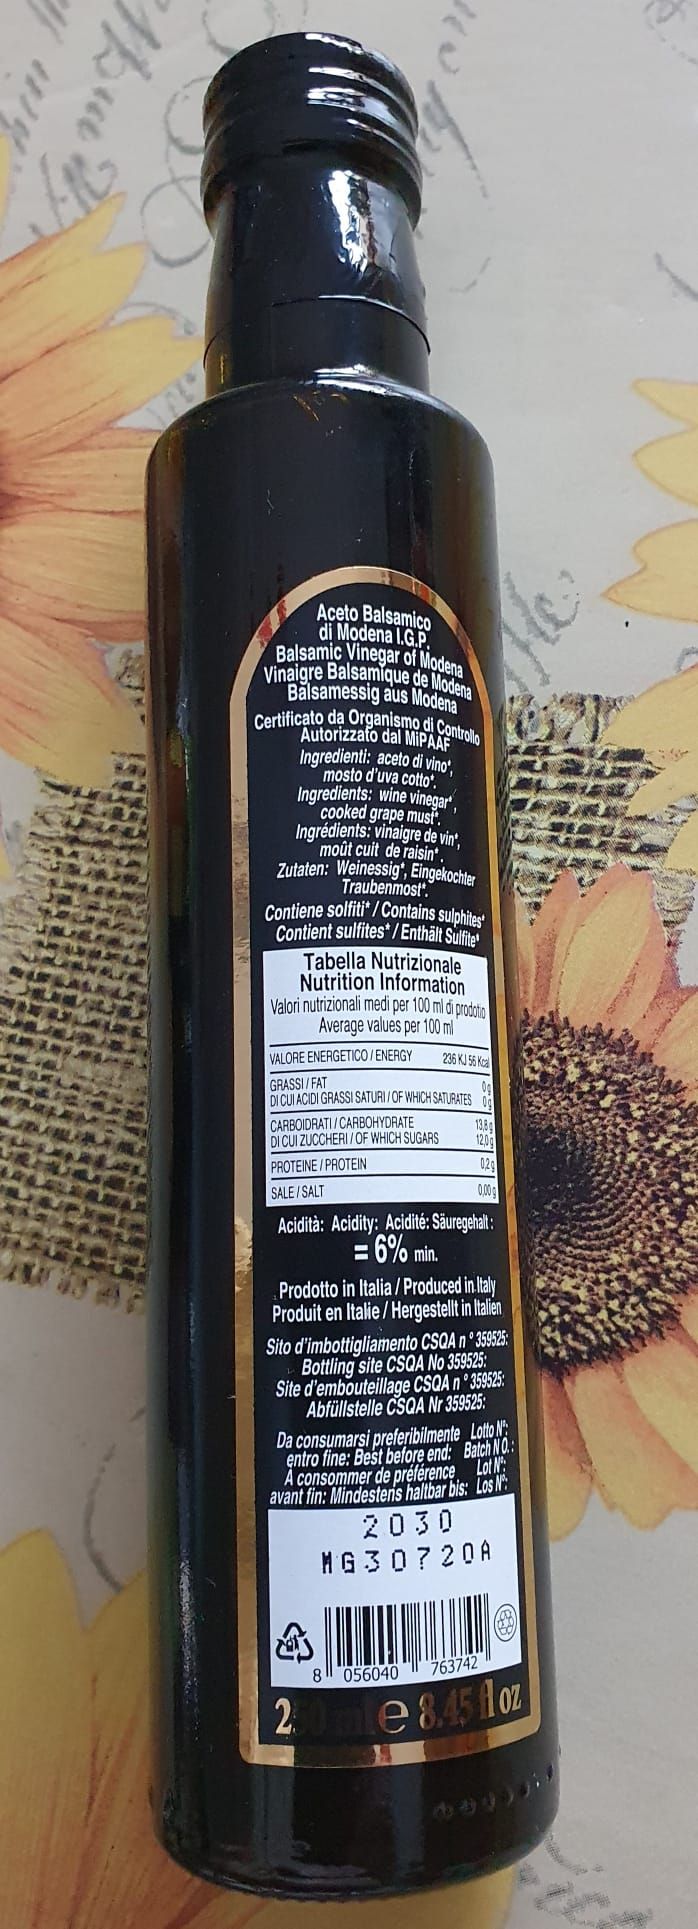 Aceto Balsamico
di Modena I.G.P.
Balsamic Vinegar of Modena
Vinaigre Balsamique de Modena
Balsamessig aus Modena
Certificato da Organismo di Controllo
Autorizzato dal MiPAAF
Ingredienti: aceto di vino*,
mosto d'uva cotto*.
Ingredients: wine vinegar*,
cooked grape must*.
Ingrédients: vinaigre de vin*,
moût cuit de raisin*.
Zutaten: Weinessig*, Eingekochter
Traubenmost*.
Contiene solfiti* / Contains sulphites*
Contient sulfites* / Enthält Sulfite*
Tabella Nutrizionale
Nutrition Information
Valori nutrizionali medi per 100 ml di prodotto
Average values per 100 ml
VALORE ENERGETICO / ENERGY 236 KJ 56 Kcal
GRASSI / FAT 0g
DI CUI ACIDI GRASSI SATURI / OF WHICH SATURATES 0g
CARBOIDRATI / CARBOHYDRATE 13,8g
DI CUI ZUCCHERI / OF WHICH SUGARS 12,0g
PROTEINE / PROTEIN 0,2g
SALE / SALT 0,00g
Acidità: Acidity: Acidité: Säuregehalt:
= 6% min.
Prodotto in Italia / Produced in Italy
Produit en Italie / Hergestellt in Italien
Sito d'imbottigliamento CSQA n° 359525:
Bottling site CSQA No 359525:
Site d'embouteillage CSQA n° 359525:
Abfüllstelle CSQA Nr 359525:
Da consumarsi preferibilmente Lotto N°:
entro fine: Best before end: Batch N O.:
A consommer de préférence Lot N°:
avant fin: Mindestens haltbar bis: Los N°:
2030
MG30720A
8 056040 763742
250 ml e 8.45 fl oz